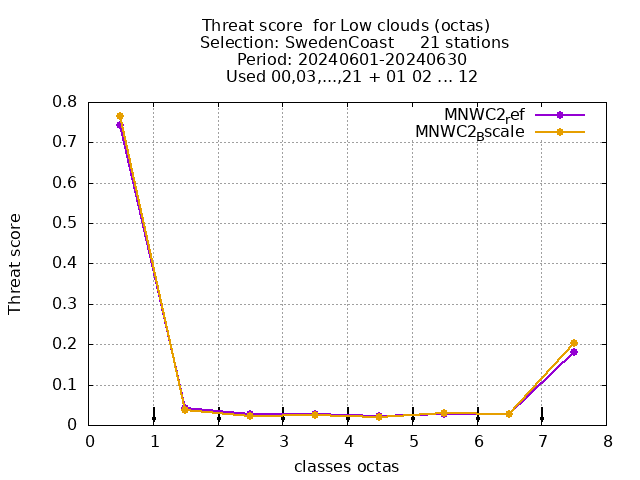 Threat score  for Low clouds (octas)
Selection: SwedenCoast     21 stations
Period: 20240601-20240630
Used 00,03,...,21 + 01 02 ... 12
MNWC2ref
MNWC2Bscale
0.8
0.7
0.6
0.5
0.4
0.3
0.2
0.1
0
Threat score
0 1 2 3 4 5 6 7 8
classes octas